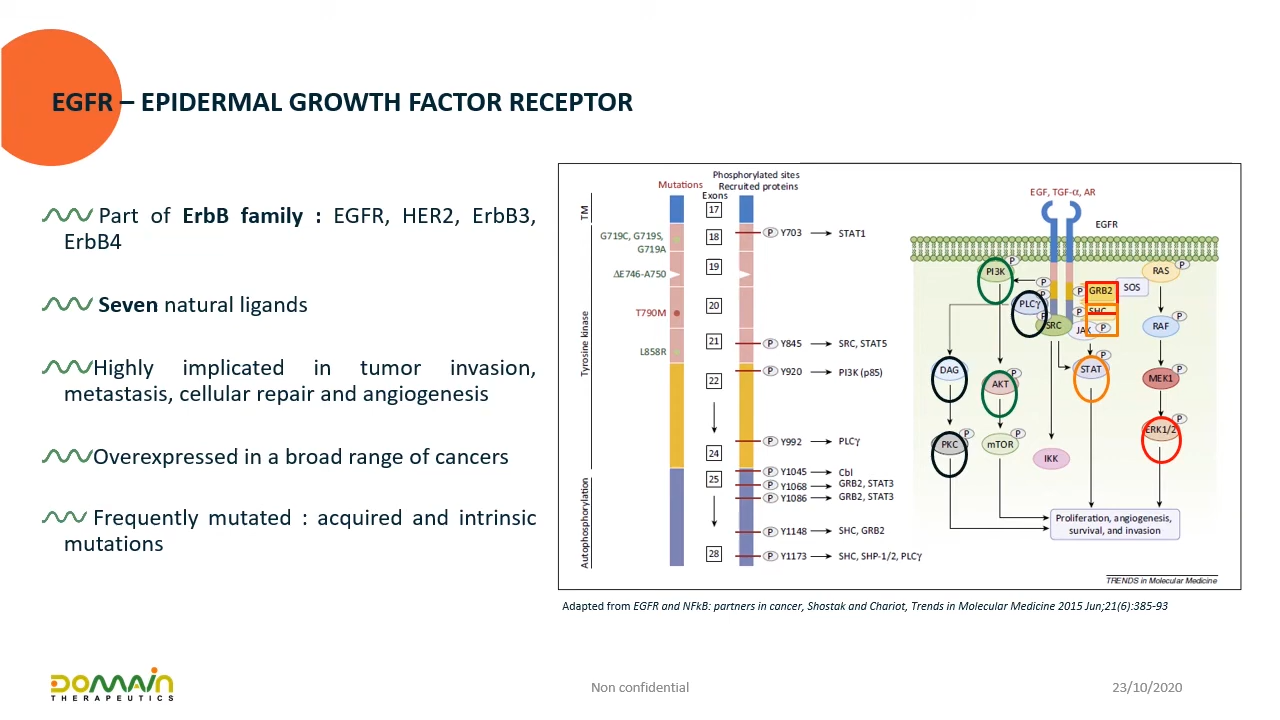 EGFR – EPIDERMAL GROWTH FACTOR RECEPTOR
Part of ErbB family : EGFR, HER2, ErbB3,
ErbB4
Seven natural ligands
Highly implicated in tumor invasion,
metastasis, cellular repair and angiogenesis
Overexpressed in a broad range of cancers
Frequently mutated : acquired and intrinsic
mutations
Mutations
Exons
Phosphorylated sites
Recruited proteins
TM
Tyrosine kinase
Autophosphorylation
G719C, G719S,
G719A
ΔE746-A750
T790M
L858R
17
18
19
20
21
22
24
25
28
P Y703 STAT1
P Y845 SRC, STAT5
P Y920 PI3K (p85)
P Y992 PLCγ
P Y1045 Cbl
P Y1068 GRB2, STAT3
P Y1086 GRB2, STAT3
P Y1148 SHC, GRB2
P Y1173 SHC, SHP-1/2, PLCγ
EGF, TGF-α, AR
EGFR
PI3K P
P
P
PLCγ
P
SRC
P
GRB2
SOS
P
SHC
JAK P
RAS P
RAF P
MEK1 P
ERK1/2 P
DAG
AKT P
STAT P
PKC P
mTOR P
IKK
Proliferation, angiogenesis,
survival, and invasion
TRENDS in Molecular Medicine
Adapted from EGFR and NFkB: partners in cancer, Shostak and Chariot, Trends in Molecular Medicine 2015 Jun;21(6):385-93
DOMAIN
THERAPEUTICS
Non confidential
23/10/2020